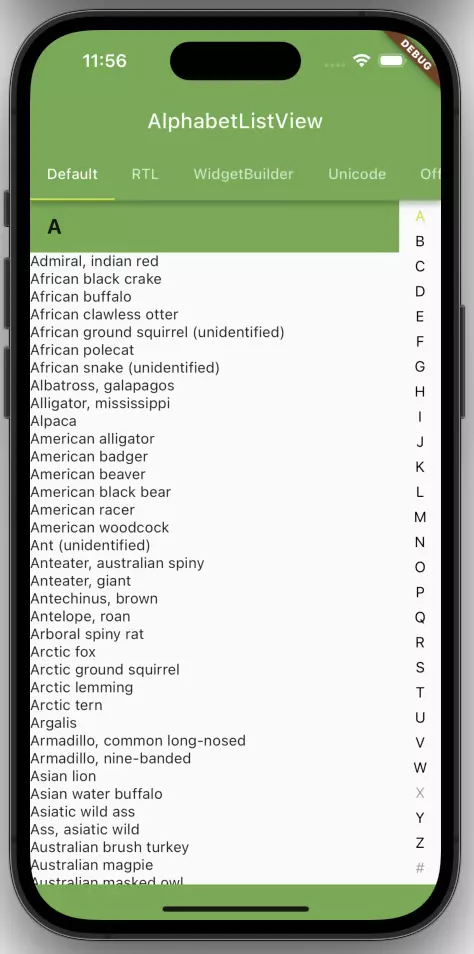 11:56
DEBUG
AlphabetListView
Default RTL WidgetBuilder Unicode Off
A
Admiral, indian red
African black crake
African buffalo
African clawless otter
African ground squirrel (unidentified)
African polecat
African snake (unidentified)
Albatross, galapagos
Alligator, mississippi
Alpaca
American alligator
American badger
American beaver
American black bear
American racer
American woodcock
Ant (unidentified)
Anteater, australian spiny
Anteater, giant
Antechinus, brown
Antelope, roan
Arboral spiny rat
Arctic fox
Arctic ground squirrel
Arctic lemming
Arctic tern
Argalis
Armadillo, common long-nosed
Armadillo, nine-banded
Asian lion
Asian water buffalo
Asiatic wild ass
Ass, asiatic wild
Australian brush turkey
Australian magpie
Australian masked owl
A
B
C
D
E
F
G
H
I
J
K
L
M
N
O
P
Q
R
S
T
U
V
W
X
Y
Z
#